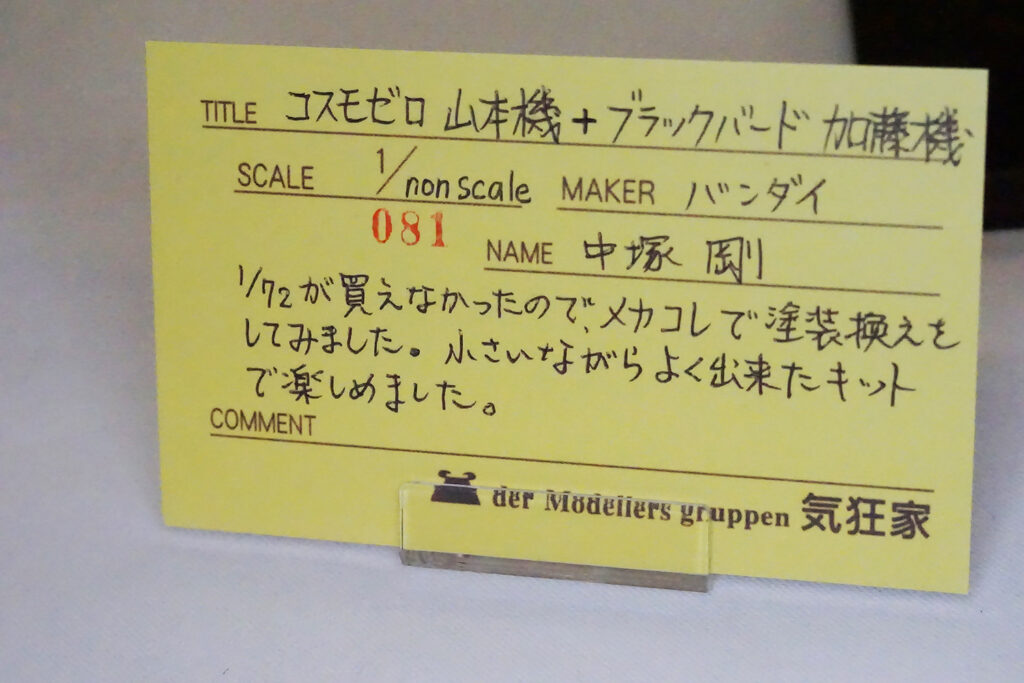 TITLE コスモゼロ 山本機+ブラックバード 加藤機
SCALE 1/non scale MAKER バンダイ
081
NAME 中塚 剛
1/72が買えなかったので、メカコレで塗装換えを
してみました。小さいながらよく出来たキット
で楽しめました。
COMMENT
der Modellers gruppen 気狂家